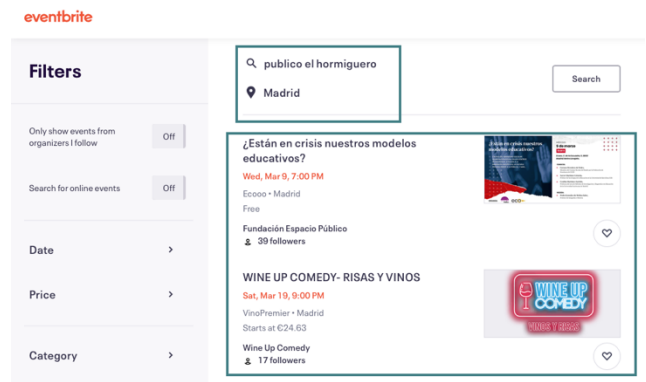 eventbrite
Filters
Only show events from
organizers I follow
Off
Search for online events
Off
Date
Price
Category
publico el hormiguero
Madrid
Search
¿Están en crisis nuestros modelos
educativos?
Wed, Mar 9, 7:00 PM
Ecooo • Madrid
Free
Fundación Espacio Público
39 followers
WINE UP COMEDY- RISAS Y VINOS
Sat, Mar 19, 9:00 PM
VinoPremier • Madrid
Starts at €24.63
Wine Up Comedy
17 followers
WINE UP
COMEDY
VINOS Y RISAS